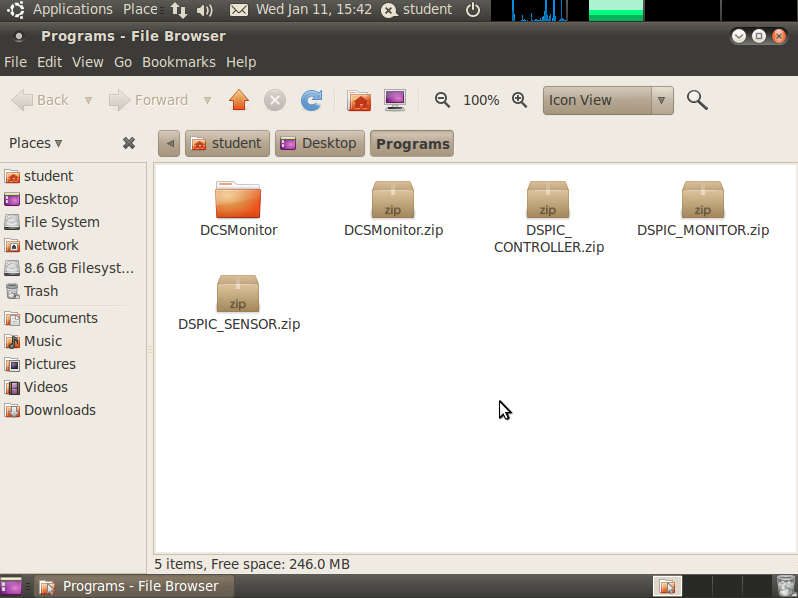 Applications Place Wed Jan 11, 15:42 student
Programs - File Browser
File Edit View Go Bookmarks Help
Back Forward 100% Icon View
Places student Desktop Programs
student
Desktop
File System
Network
8.6 GB Filesyst...
Trash
Documents
Music
Pictures
Videos
Downloads
zip zip zip
DCSMonitor DCSMonitor.zip DSPIC_ DSPIC_MONITOR.zip
CONTROLLER.zip
zip
DSPIC_SENSOR.zip
5 items, Free space: 246.0 MB
Programs - File Browser